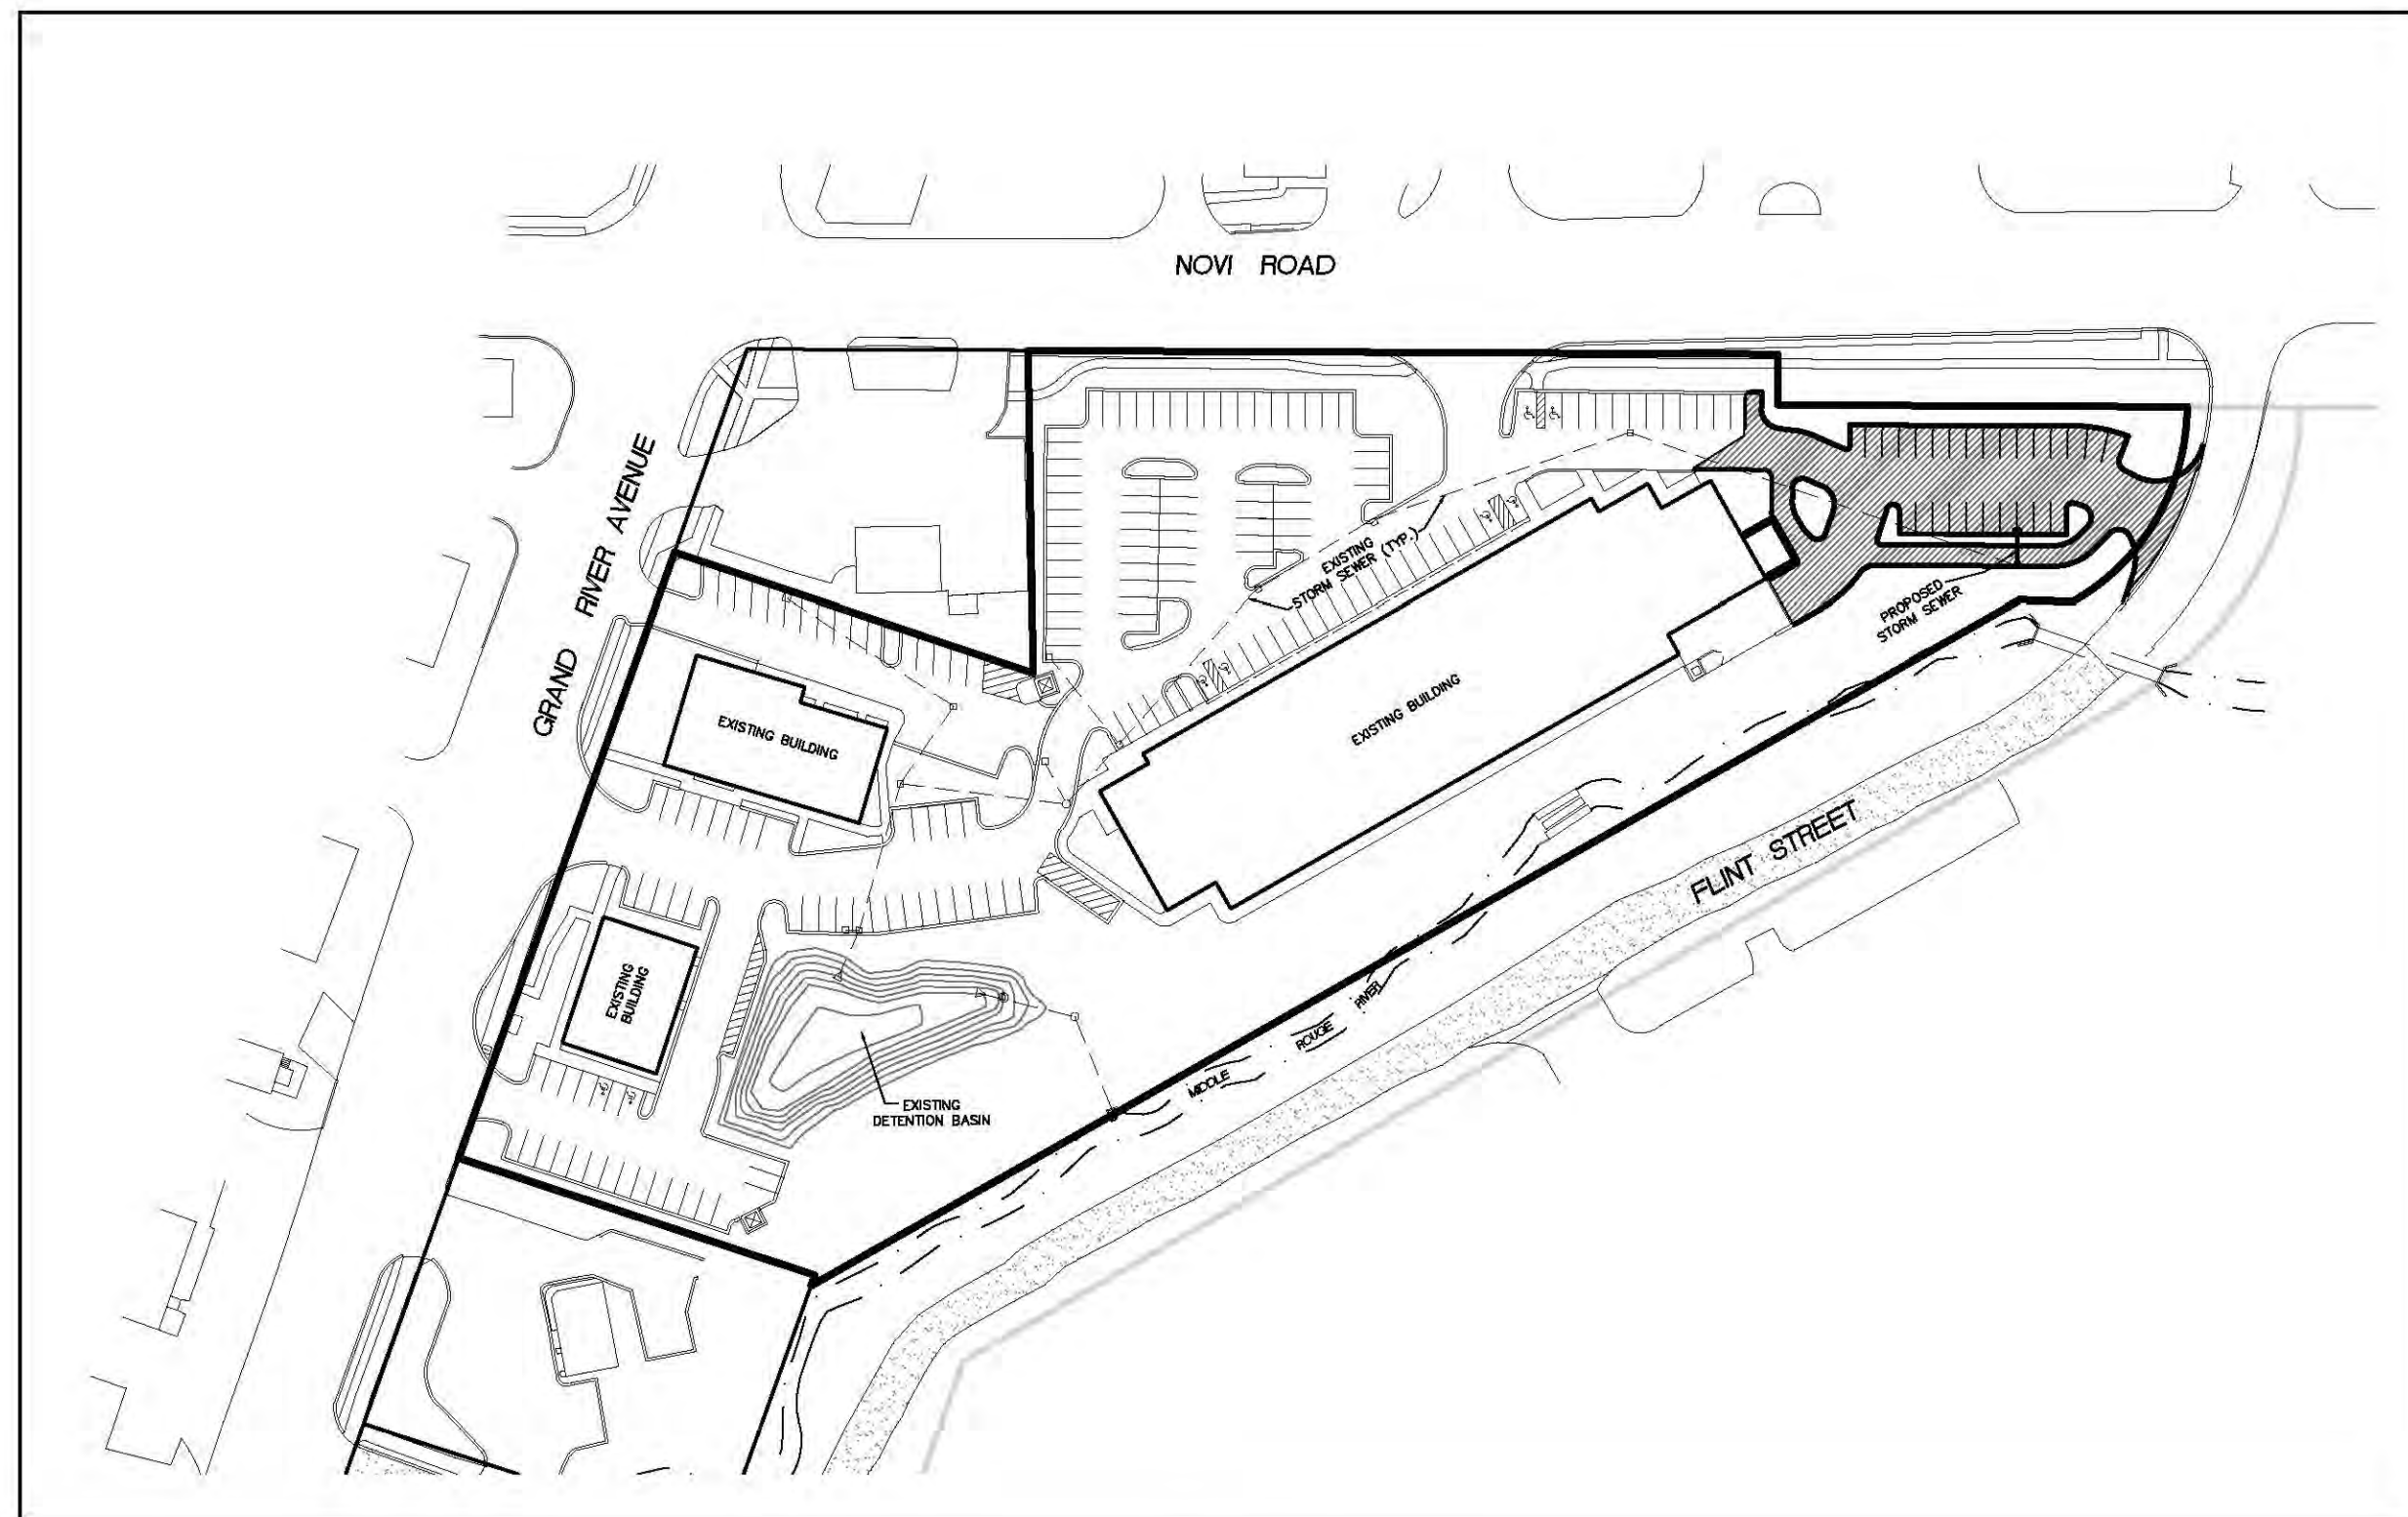 NOVI ROAD
GRAND RIVER AVENUE
EXISTING
STORM SEWER (TYP.)
PROPOSED
STORM SEWER
EXISTING BUILDING
EXISTING BUILDING
FLINT STREET
EXISTING
BUILDING
MIDDLE ROUGE RIVER
EXISTING
DETENTION BASIN